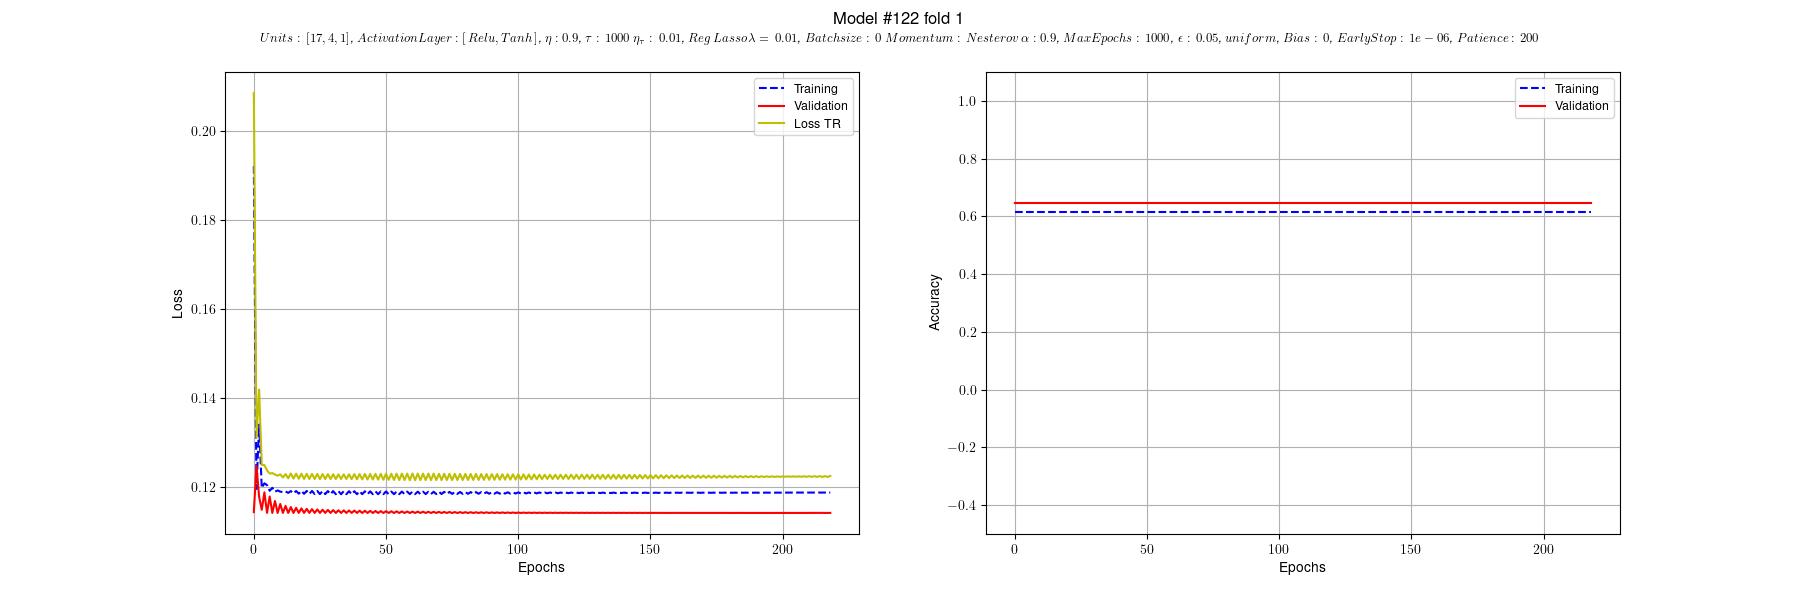 Model #122 fold 1
Units : [17, 4, 1], ActivationLayer : [ Relu, Tanh], η : 0.9, τ : 1000 ητ : 0.01, Reg Lassoλ = 0.01, Batchsize : 0 Momentum : Nesterov α : 0.9, MaxEpochs : 1000, ϵ : 0.05, uniform, Bias : 0, EarlyStop : 1e − 06, Patience : 200
Training
Validation
Loss TR
0.20
0.18
0.16
0.14
0.12
Loss
0 50 100 150 200
Epochs
Training
Validation
1.0
0.8
0.6
0.4
0.2
0.0
−0.2
−0.4
Accuracy
0 50 100 150 200
Epochs